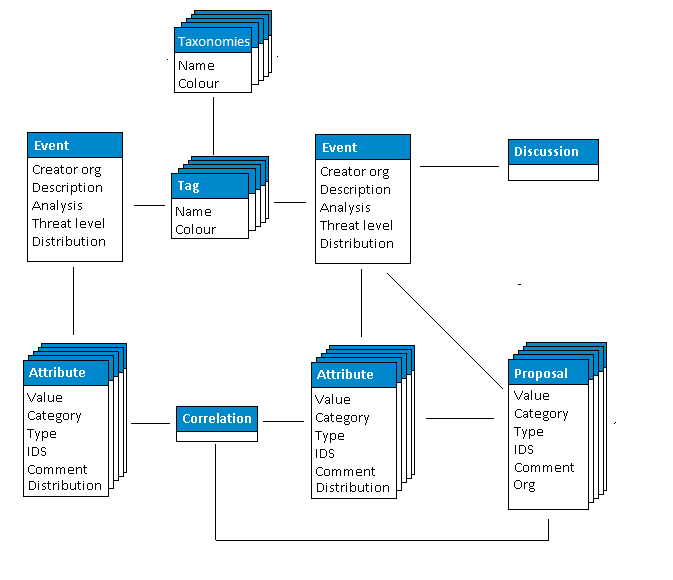 Taxonomies
Name
Colour
Event
Creator org
Description
Analysis
Threat level
Distribution
Tag
Name
Colour
Event
Creator org
Description
Analysis
Threat level
Distribution
Discussion
Attribute
Value
Category
Type
IDS
Comment
Distribution
Correlation
Attribute
Value
Category
Type
IDS
Comment
Distribution
Proposal
Value
Category
Type
IDS
Comment
Org